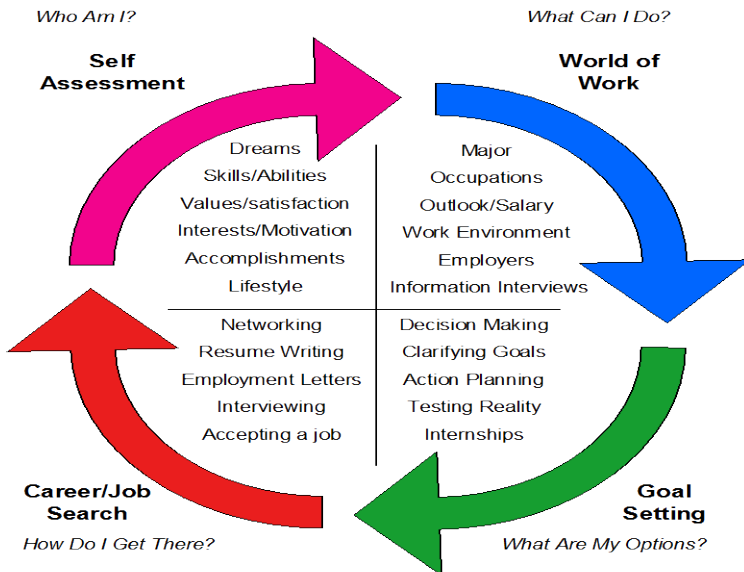 Who Am I?
What Can I Do?
Self
Assessment
World of
Work
Dreams
Skills/Abilities
Values/satisfaction
Interests/Motivation
Accomplishments
Lifestyle
Major
Occupations
Outlook/Salary
Work Environment
Employers
Information Interviews
Networking
Resume Writing
Employment Letters
Interviewing
Accepting a job
Decision Making
Clarifying Goals
Action Planning
Testing Reality
Internships
Career/Job
Search
How Do I Get There?
Goal
Setting
What Are My Options?